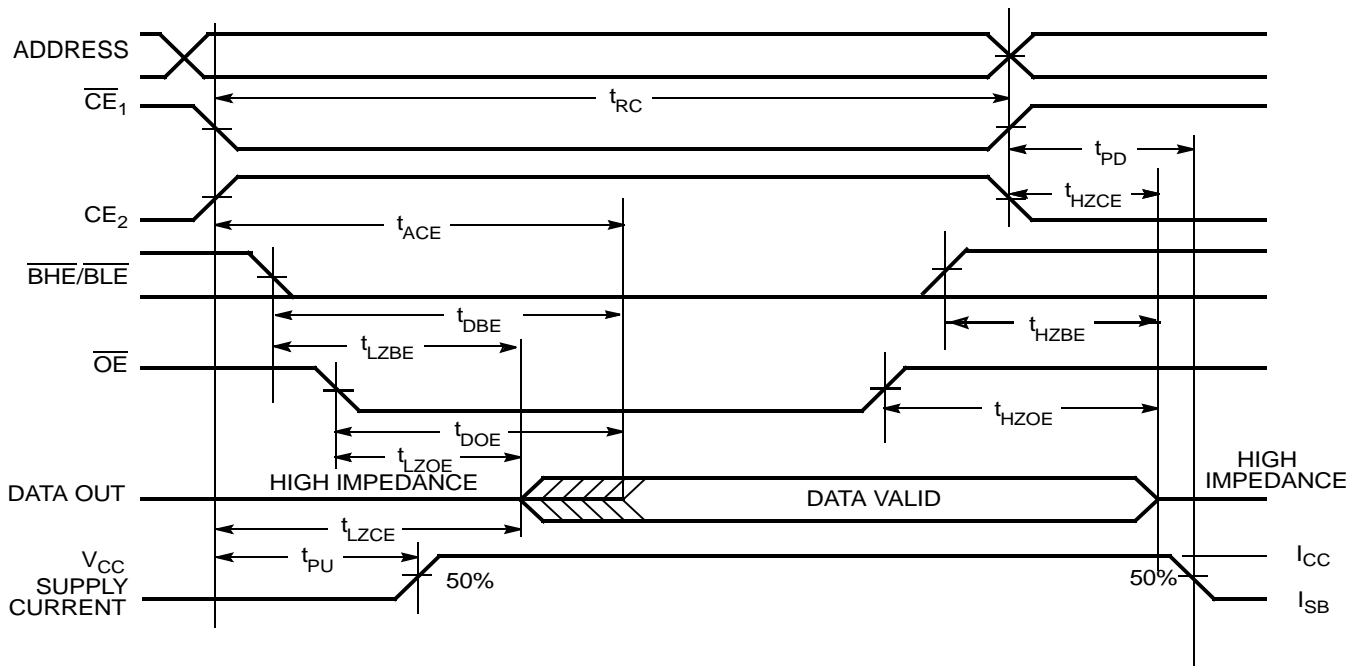 ADDRESS
tRC
CE1
tPD
tHZCE
CE2
tACE
BHE/BLE
tDBE
tHZBE
tLZBE
OE
tHZOE
tDOE
tLZOE
HIGH IMPEDANCE
HIGH
IMPEDANCE
DATA OUT
DATA VALID
tLZCE
VCC
SUPPLY
CURRENT
tPU
50%
50%
ICC
ISB